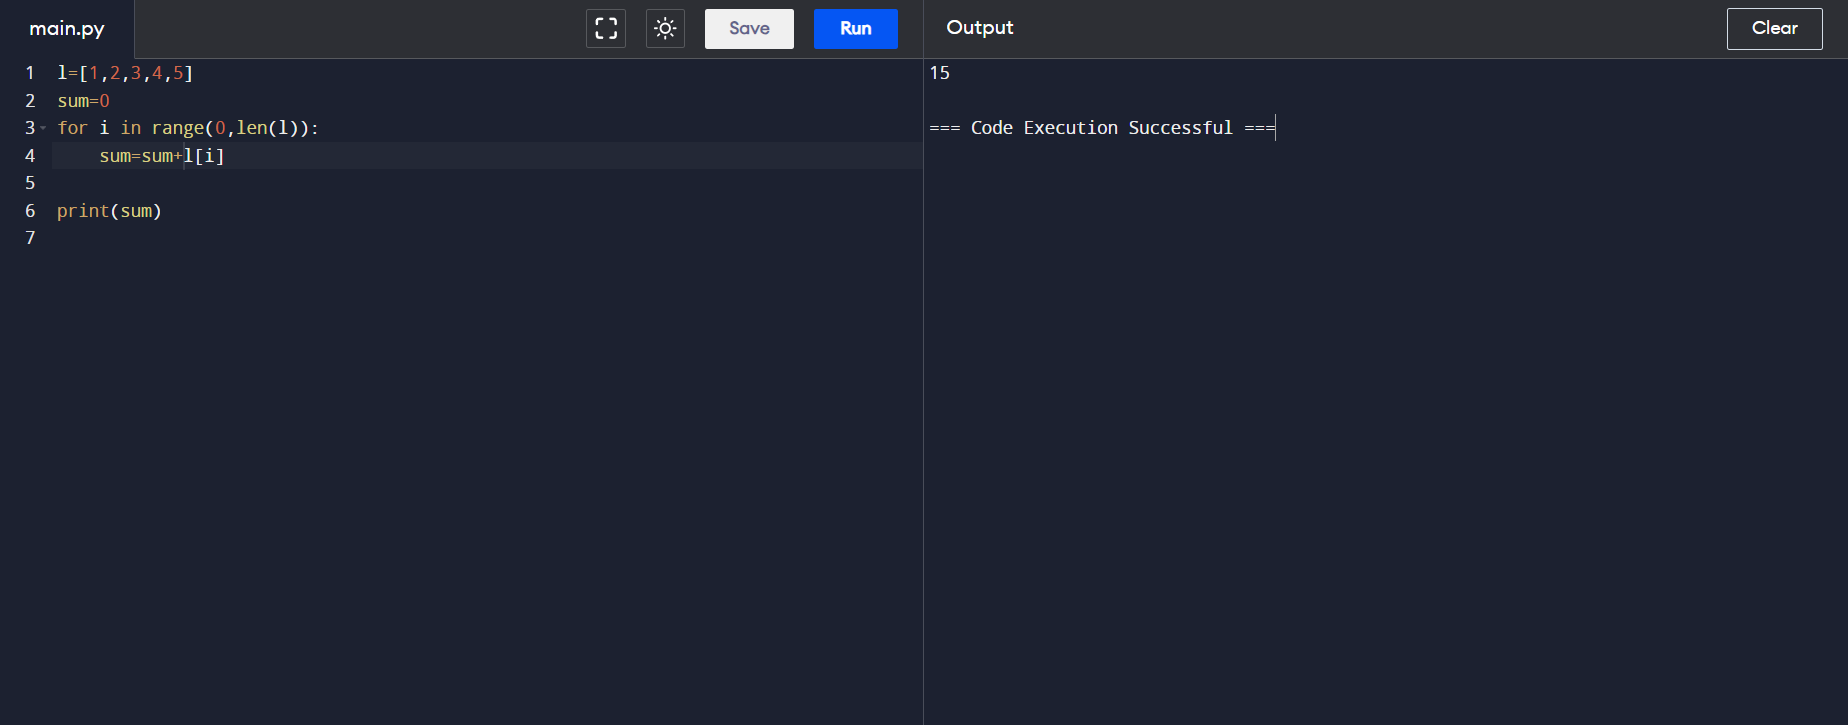 main.py
Save
Run
Output
Clear
1 l=[1,2,3,4,5]
2 sum=0
3 for i in range(0,len(l)):
4     sum=sum+l[i]
5
6 print(sum)
7
15
=== Code Execution Successful ===